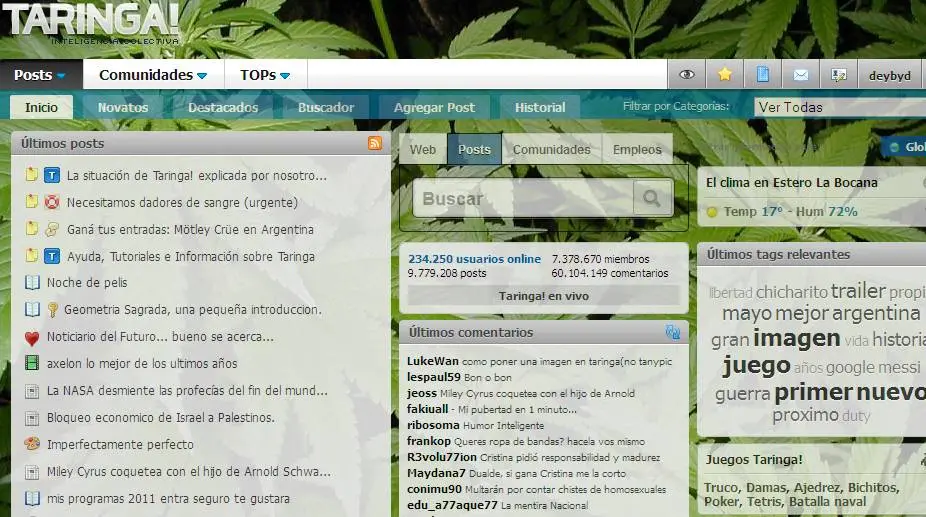 TARINGA!
INTELIGENCIA COLECTIVA
Posts Comunidades TOPs deybyd
Inicio Novatos Destacados Buscador Agregar Post Historial Filtrar por Categorías: Ver Todas
Últimos posts
La situación de Taringa! explicada por nosotro...
Necesitamos dadores de sangre (urgente)
Ganá tus entradas: Mötley Crüe en Argentina
Ayuda, Tutoriales e Información sobre Taringa
Noche de pelis
Geometria Sagrada, una pequeña introduccion.
Noticiario del Futuro... bueno se acerca...
axelon lo mejor de los ultimos años
La NASA desmiente las profecías del fin del mund...
Bloqueo economico de Israel a Palestinos.
Imperfectamente perfecto
Miley Cyrus coquetea con el hijo de Arnold Schwa...
mis programas 2011 entra seguro te gustara
Web Posts Comunidades Empleos
Buscar
234.250 usuarios online 7.378.670 miembros
9.779.208 posts 60.104.149 comentarios
Taringa! en vivo
Últimos comentarios
LukeWan como poner una imagen en taringa(no tanypic
lespaul59 Bon o bon
jeoss Miley Cyrus coquetea con el hijo de Arnold
fakiuall - Mi pubertad en 1 minuto...
ribosoma Humor Inteligente
frankop Queres ropa de bandas? hacela vos mismo
R3volu77ion Cristina pidió responsabilidad y madurez
Maydana7 Dualde, si gana Cristina me la corto
conimu90 Multarán por contar chistes de homosexuales
edu_a77aque77 La mentira Nacional
Glob
El clima en Estero La Bocana
Temp 17° - Hum 72%
Últimos tags relevantes
libertad chicharito trailer propi
mayo mejor argentina
gran imagen vida historia
juego años google messi
guerra primer nuevo
proximo duty
Juegos Taringa!
Truco, Damas, Ajedrez, Bichitos,
Poker, Tetris, Batalla naval